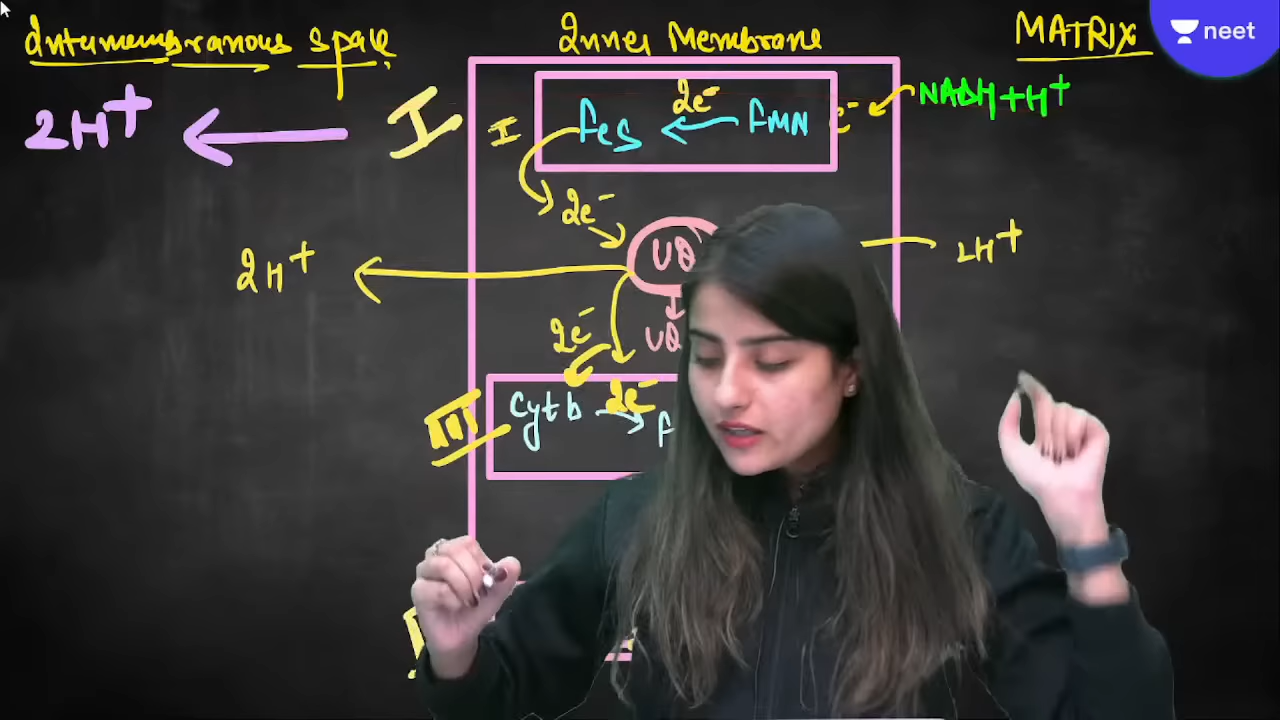 Intermembranous space
Inner Membrane
MATRIX
neet
2H+
I
I
Fes
2e-
FMN
e-
NADH+H+
2e-
UQ
2H+
2H+
2e-
UQ
III
Cyt b
2e-
F